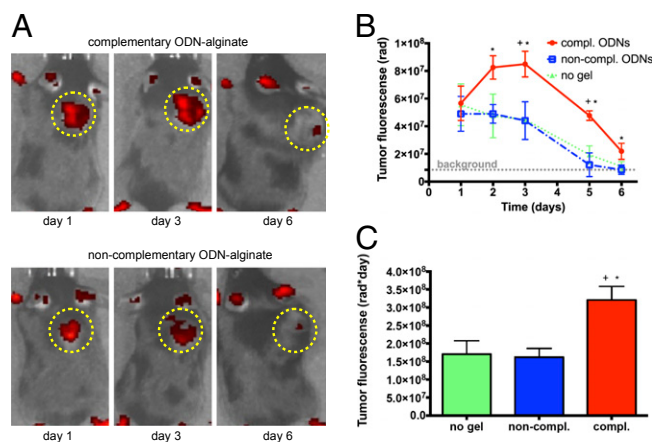 A
complementary ODN-alginate
day 1 day 3 day 6
non-complementary ODN-alginate
day 1 day 3 day 6
B
Tumor fluorescense (rad)
1×10⁸
8×10⁷
6×10⁷
4×10⁷
2×10⁷
0
background
0 1 2 3 4 5 6
Time (days)
* + * * *
compl. ODNs
non-compl. ODNs
no gel
C
Tumor fluorescense (rad*day)
4.0×10⁸
3.5×10⁸
3.0×10⁸
2.5×10⁸
2.0×10⁸
1.5×10⁸
1.0×10⁸
5.0×10⁷
0
+ *
no gel non-compl. compl.